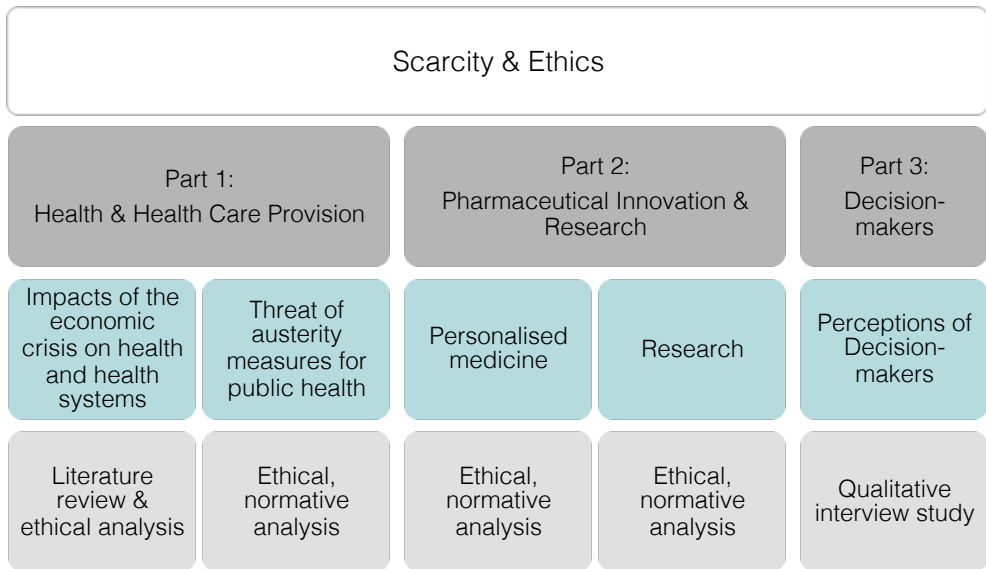 Scarcity & Ethics
Part 1:
Health & Health Care Provision
Part 2:
Pharmaceutical Innovation &
Research
Part 3:
Decision-
makers
Impacts of the
economic
crisis on health
and health
systems
Threat of
austerity
measures for
public health
Personalised
medicine
Research
Perceptions of
Decision-
makers
Literature
review &
ethical analysis
Ethical,
normative
analysis
Ethical,
normative
analysis
Ethical,
normative
analysis
Qualitative
interview study